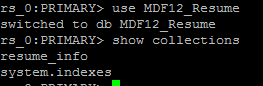 rs_0:PRIMARY> use MDF12_Resume
switched to db MDF12_Resume
rs_0:PRIMARY> show collections
resume_info
system.indexes